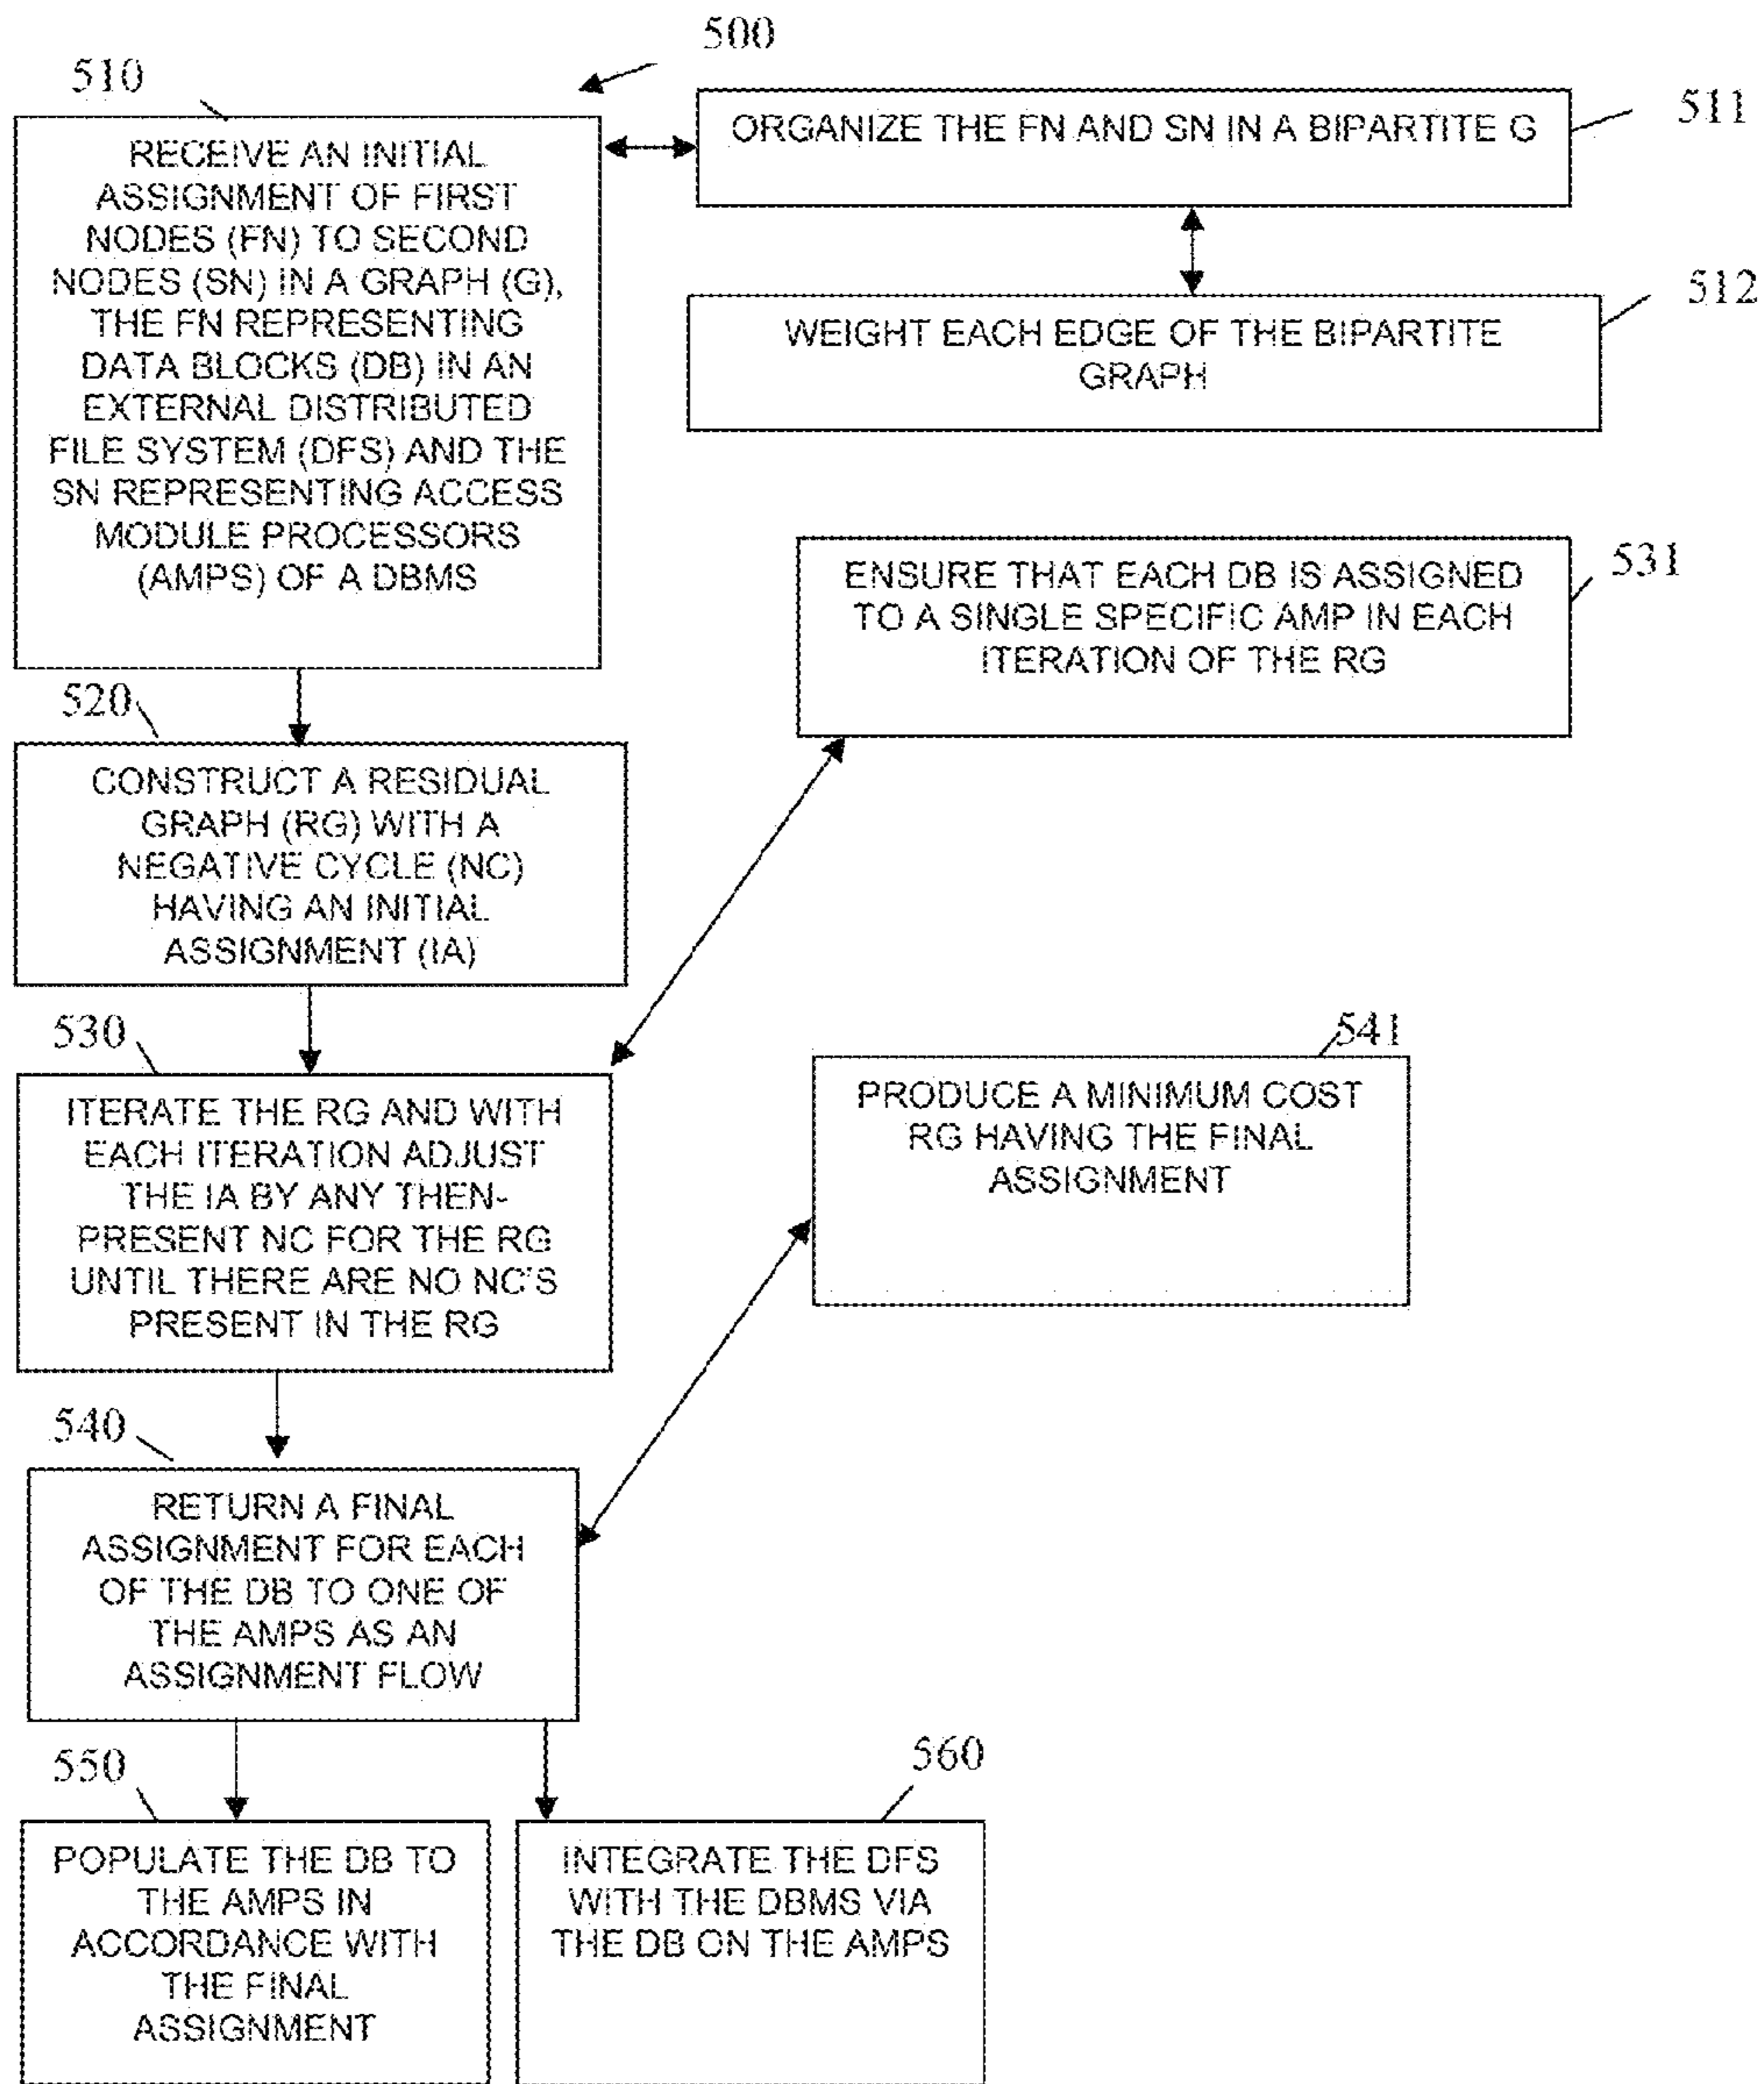 500
510
RECEIVE AN INITIAL
ASSIGNMENT OF FIRST
NODES (FN) TO SECOND
NODES (SN) IN A GRAPH (G),
THE FN REPRESENTING
DATA BLOCKS (DB) IN AN
EXTERNAL DISTRIBUTED
FILE SYSTEM (DFS) AND THE
SN REPRESENTING ACCESS
MODULE PROCESSORS
(AMPS) OF A DBMS
ORGANIZE THE FN AND SN IN A BIPARTITE G
511
WEIGHT EACH EDGE OF THE BIPARTITE
GRAPH
512
520
CONSTRUCT A RESIDUAL
GRAPH (RG) WITH A
NEGATIVE CYCLE (NC)
HAVING AN INITIAL
ASSIGNMENT (IA)
ENSURE THAT EACH DB IS ASSIGNED
TO A SINGLE SPECIFIC AMP IN EACH
ITERATION OF THE RG
531
530
ITERATE THE RG AND WITH
EACH ITERATION ADJUST
THE IA BY ANY THEN-
PRESENT NC FOR THE RG
UNTIL THERE ARE NO NC'S
PRESENT IN THE RG
541
PRODUCE A MINIMUM COST
RG HAVING THE FINAL
ASSIGNMENT
540
RETURN A FINAL
ASSIGNMENT FOR EACH
OF THE DB TO ONE OF
THE AMPS AS AN
ASSIGNMENT FLOW
550
POPULATE THE DB TO
THE AMPS IN
ACCORDANCE WITH
THE FINAL
ASSIGNMENT
560
INTEGRATE THE DFS
WITH THE DBMS VIA
THE DB ON THE AMPS